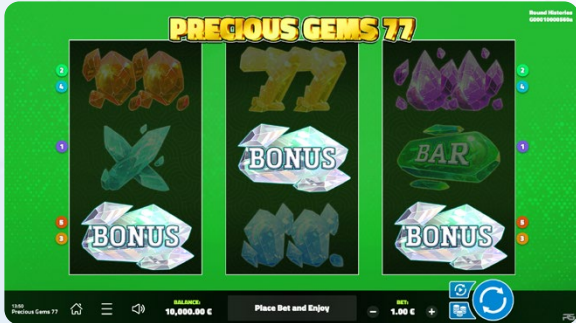 PRECIOUS GEMS 77
Round Histories
2
4
2
4
77
1
BONUS
BAR
1
5
3
BONUS
BONUS
5
3
13:50
Precious Gems 77
BALANCE:
10,000.00 €
Place Bet and Enjoy
BET:
1.00 €